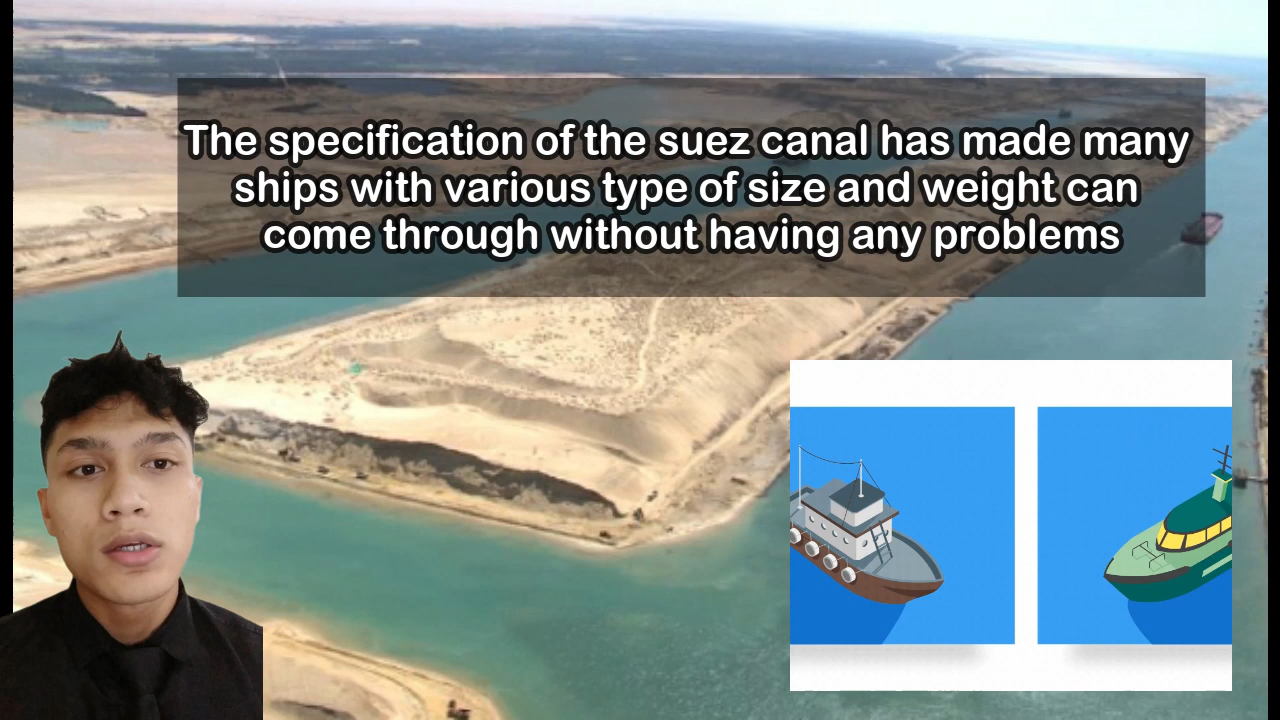 The specification of the suez canal has made many
ships with various type of size and weight can
come through without having any problems